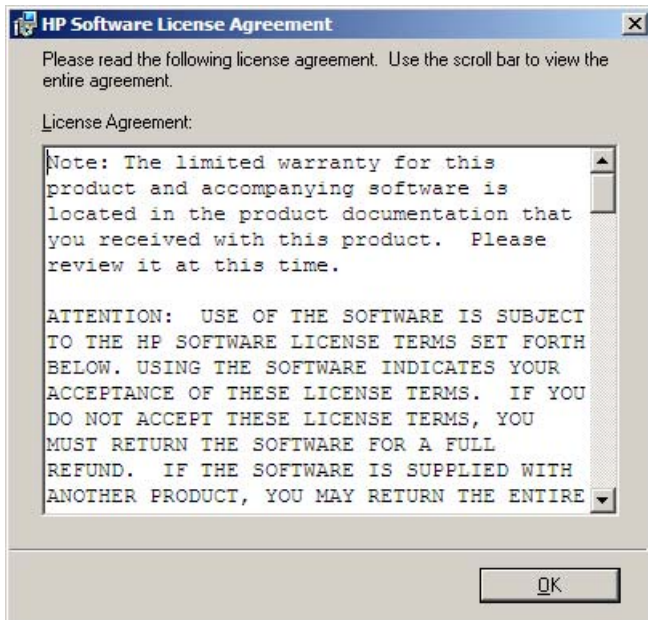 HP Software License Agreement
Please read the following license agreement. Use the scroll bar to view the
entire agreement.
License Agreement:
Note: The limited warranty for this
product and accompanying software is
located in the product documentation that
you received with this product.  Please
review it at this time.
ATTENTION:  USE OF THE SOFTWARE IS SUBJECT
TO THE HP SOFTWARE LICENSE TERMS SET FORTH
BELOW. USING THE SOFTWARE INDICATES YOUR
ACCEPTANCE OF THESE LICENSE TERMS.  IF YOU
DO NOT ACCEPT THESE LICENSE TERMS, YOU
MUST RETURN THE SOFTWARE FOR A FULL
REFUND.  IF THE SOFTWARE IS SUPPLIED WITH
ANOTHER PRODUCT, YOU MAY RETURN THE ENTIRE
OK